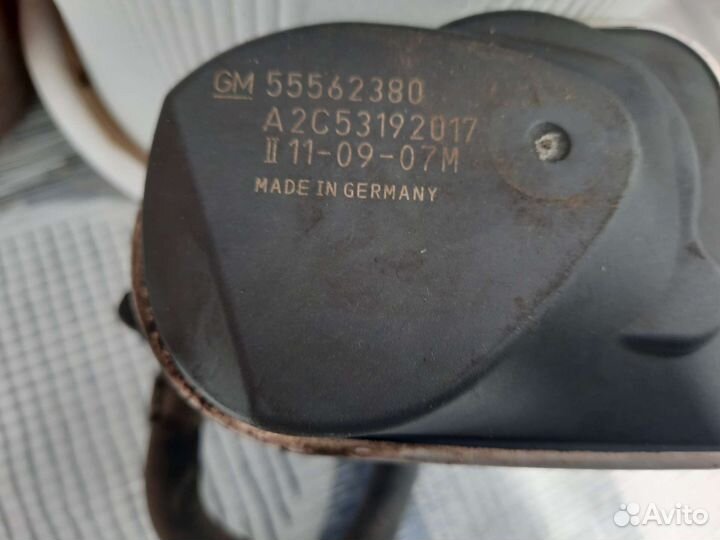 GM 55562380
A2C53192017
II 11-09-07M
MADE IN GERMANY
Avito